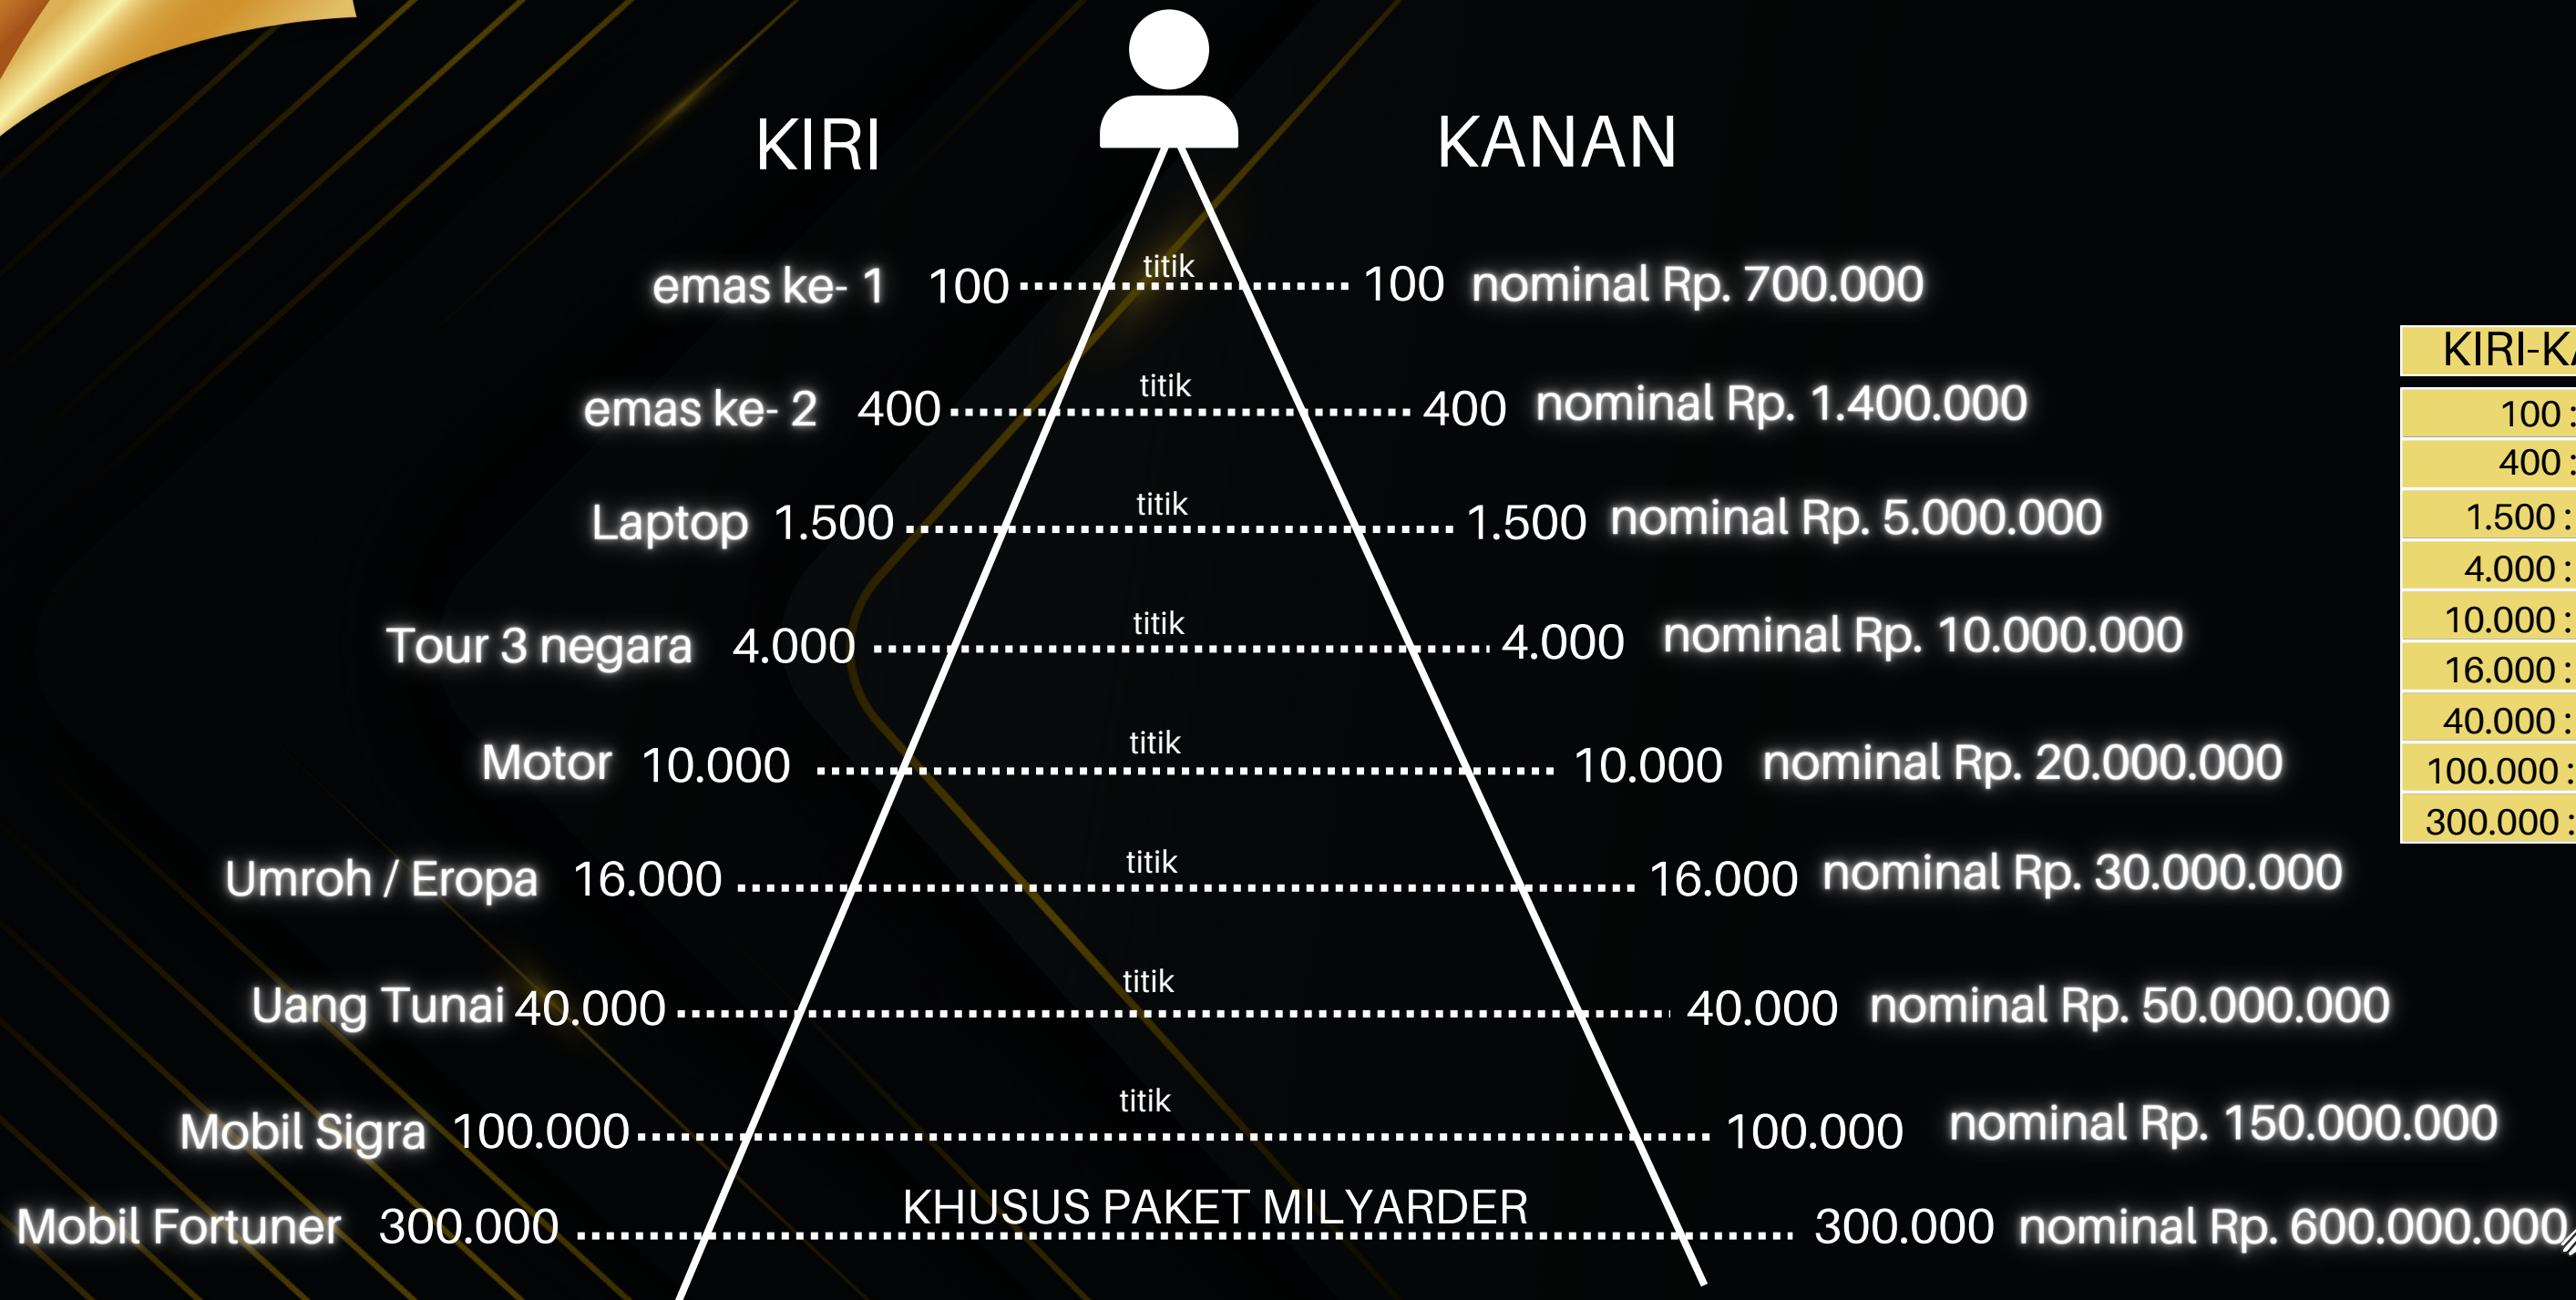 KIRI KANAN
titik
emas ke- 1 100 100 nominal Rp. 700.000
titik
emas ke- 2 400 400 nominal Rp. 1.400.000
titik
Laptop 1.500 1.500 nominal Rp. 5.000.000
titik
Tour 3 negara 4.000 4.000 nominal Rp. 10.000.000
titik
Motor 10.000 10.000 nominal Rp. 20.000.000
titik
Umroh / Eropa 16.000 16.000 nominal Rp. 30.000.000
titik
Uang Tunai 40.000 40.000 nominal Rp. 50.000.000
titik
Mobil Sigra 100.000 100.000 nominal Rp. 150.000.000
KHUSUS PAKET MILYARDER
Mobil Fortuner 300.000 300.000 nominal Rp. 600.000.000
KIRI-KA
100 :
400 :
1.500 :
4.000 :
10.000 :
16.000 :
40.000 :
100.000 :
300.000 :